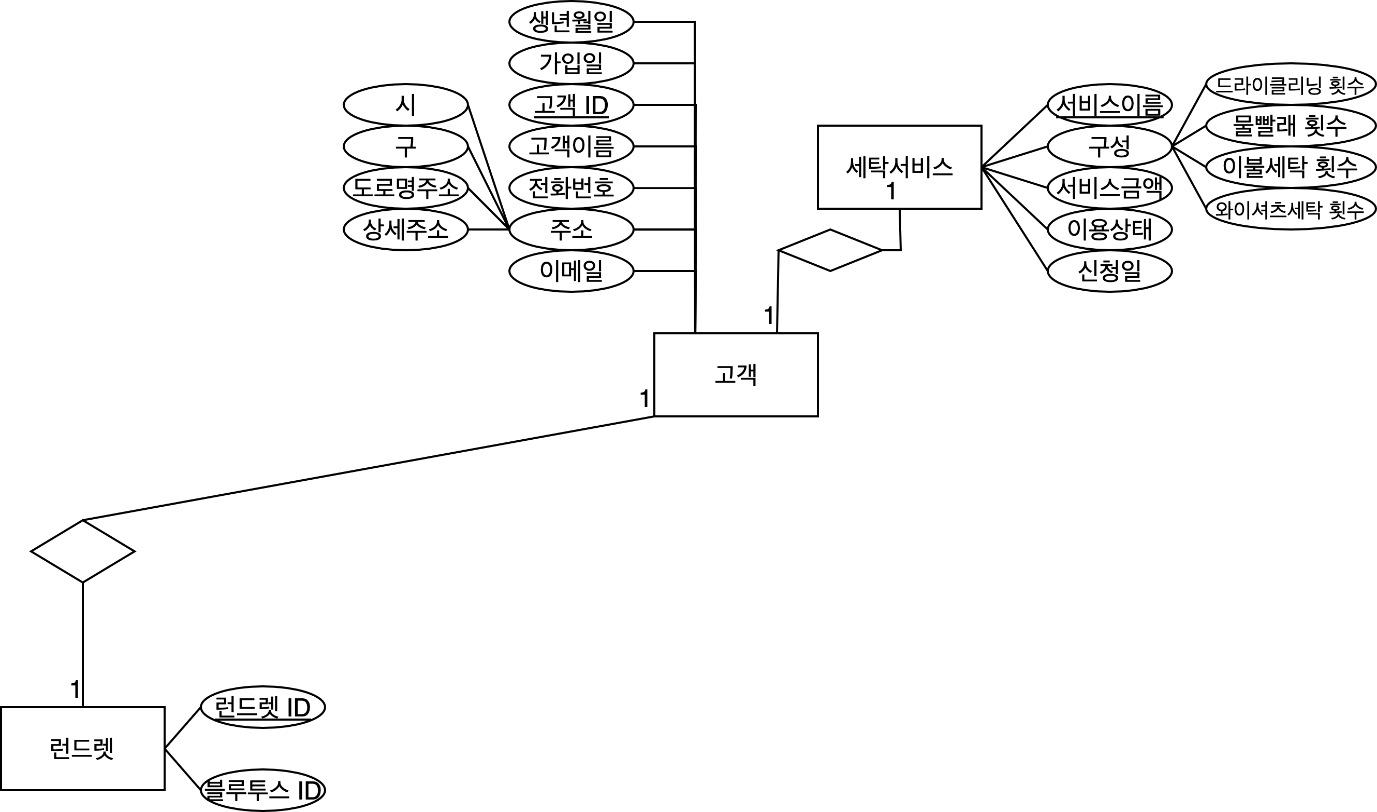 생년월일
가입일
고객 ID
고객이름
전화번호
주소
이메일
시
구
도로명주소
상세주소
세탁서비스
1
서비스이름
구성
서비스금액
이용상태
신청일
드라이클리닝 횟수
물빨래 횟수
이불세탁 횟수
와이셔츠세탁 횟수
1
고객
1
1
런드렛
런드렛 ID
블루투스 ID